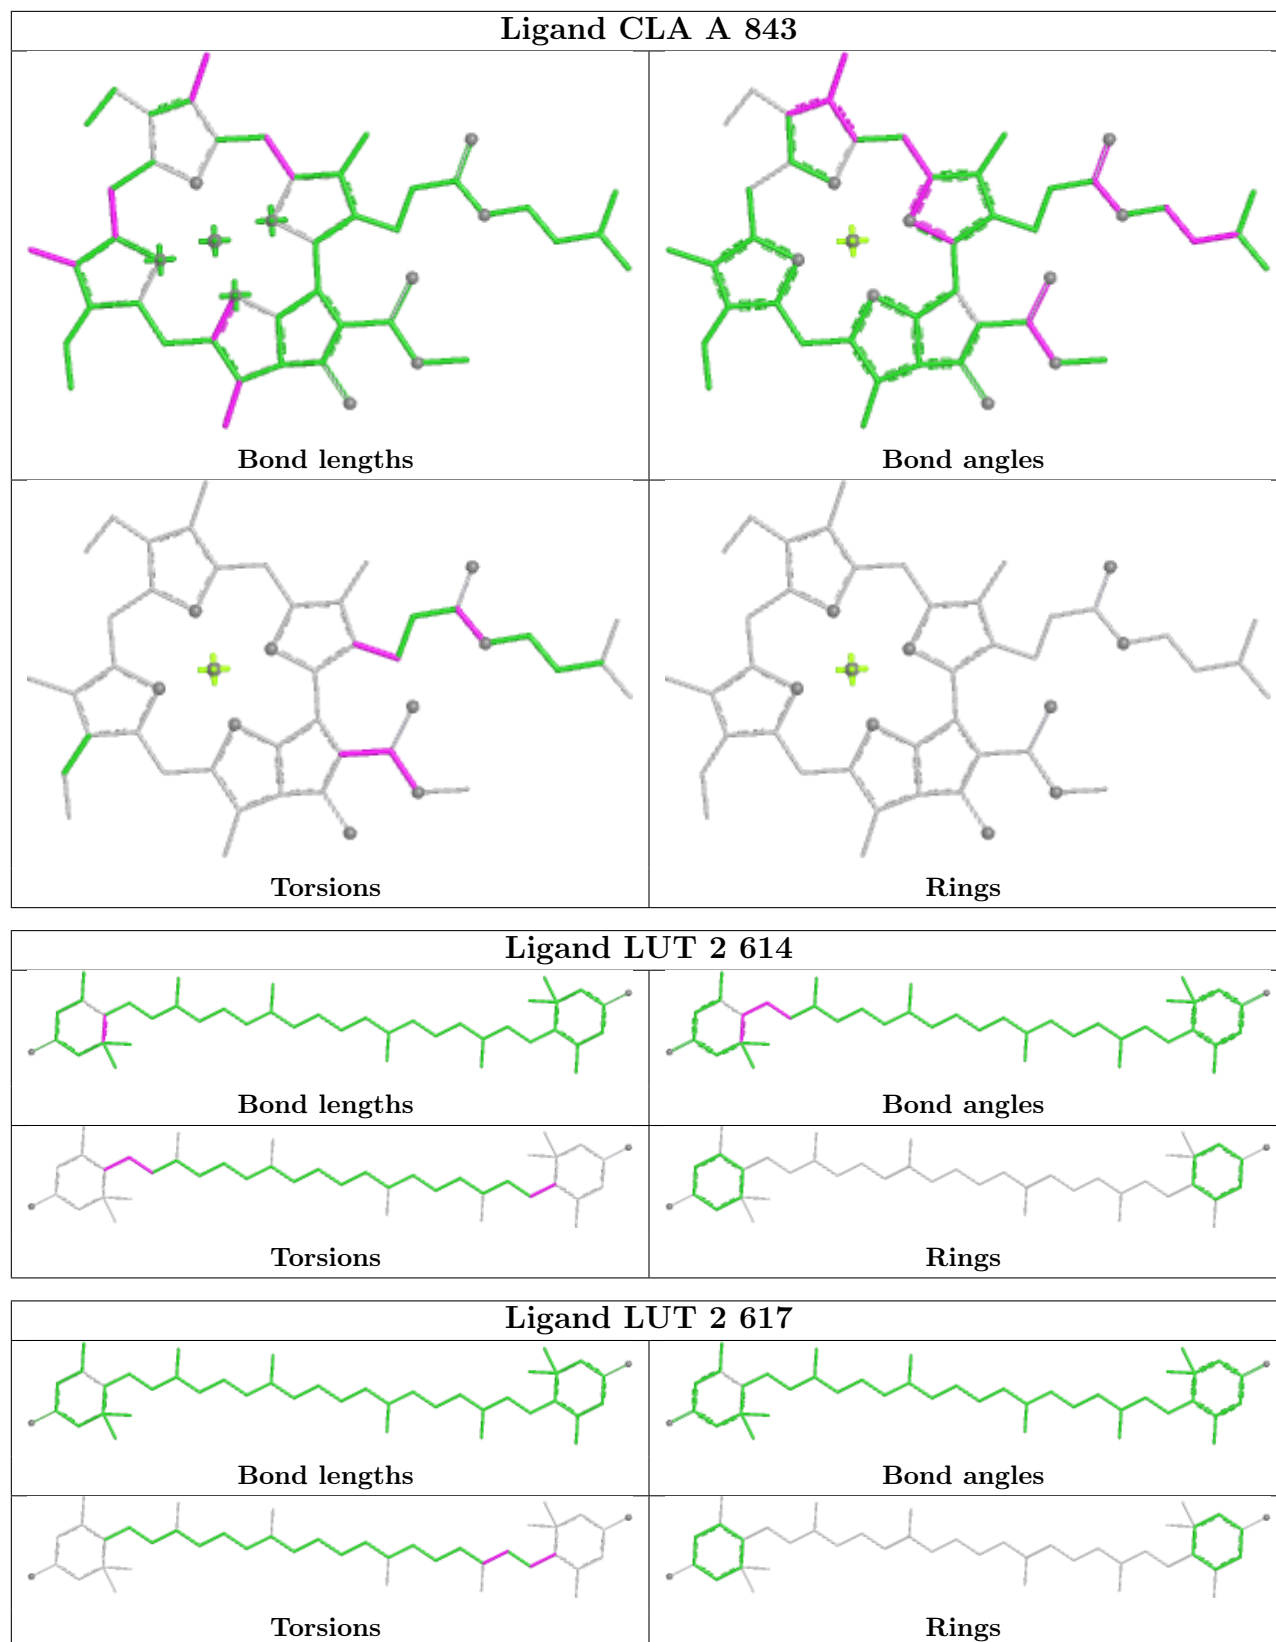 Ligand CLA A 843
Bond lengths
Bond angles
Torsions
Rings
Ligand LUT 2 614
Bond lengths
Bond angles
Torsions
Rings
Ligand LUT 2 617
Bond lengths
Bond angles
Torsions
Rings